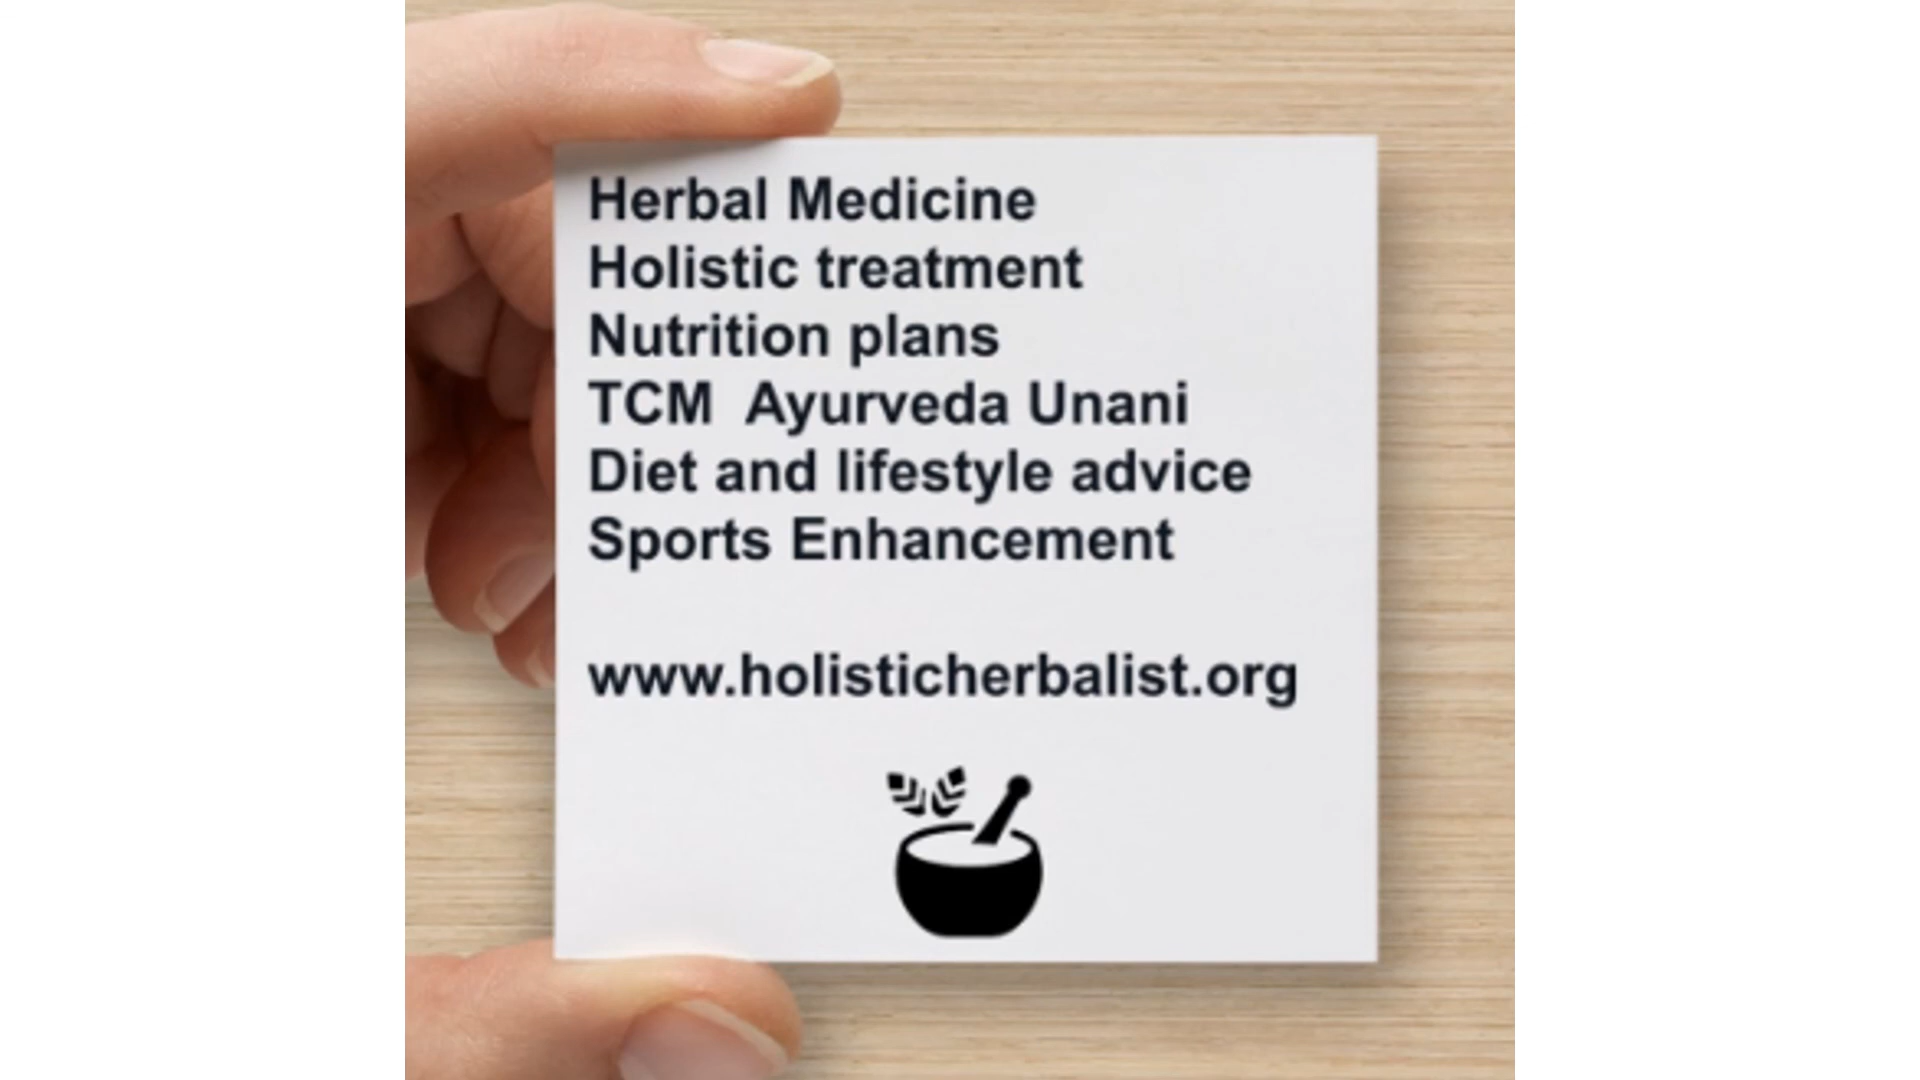 Herbal Medicine
Holistic treatment
Nutrition plans
TCM  Ayurveda Unani
Diet and lifestyle advice
Sports Enhancement
www.holisticherbalist.org